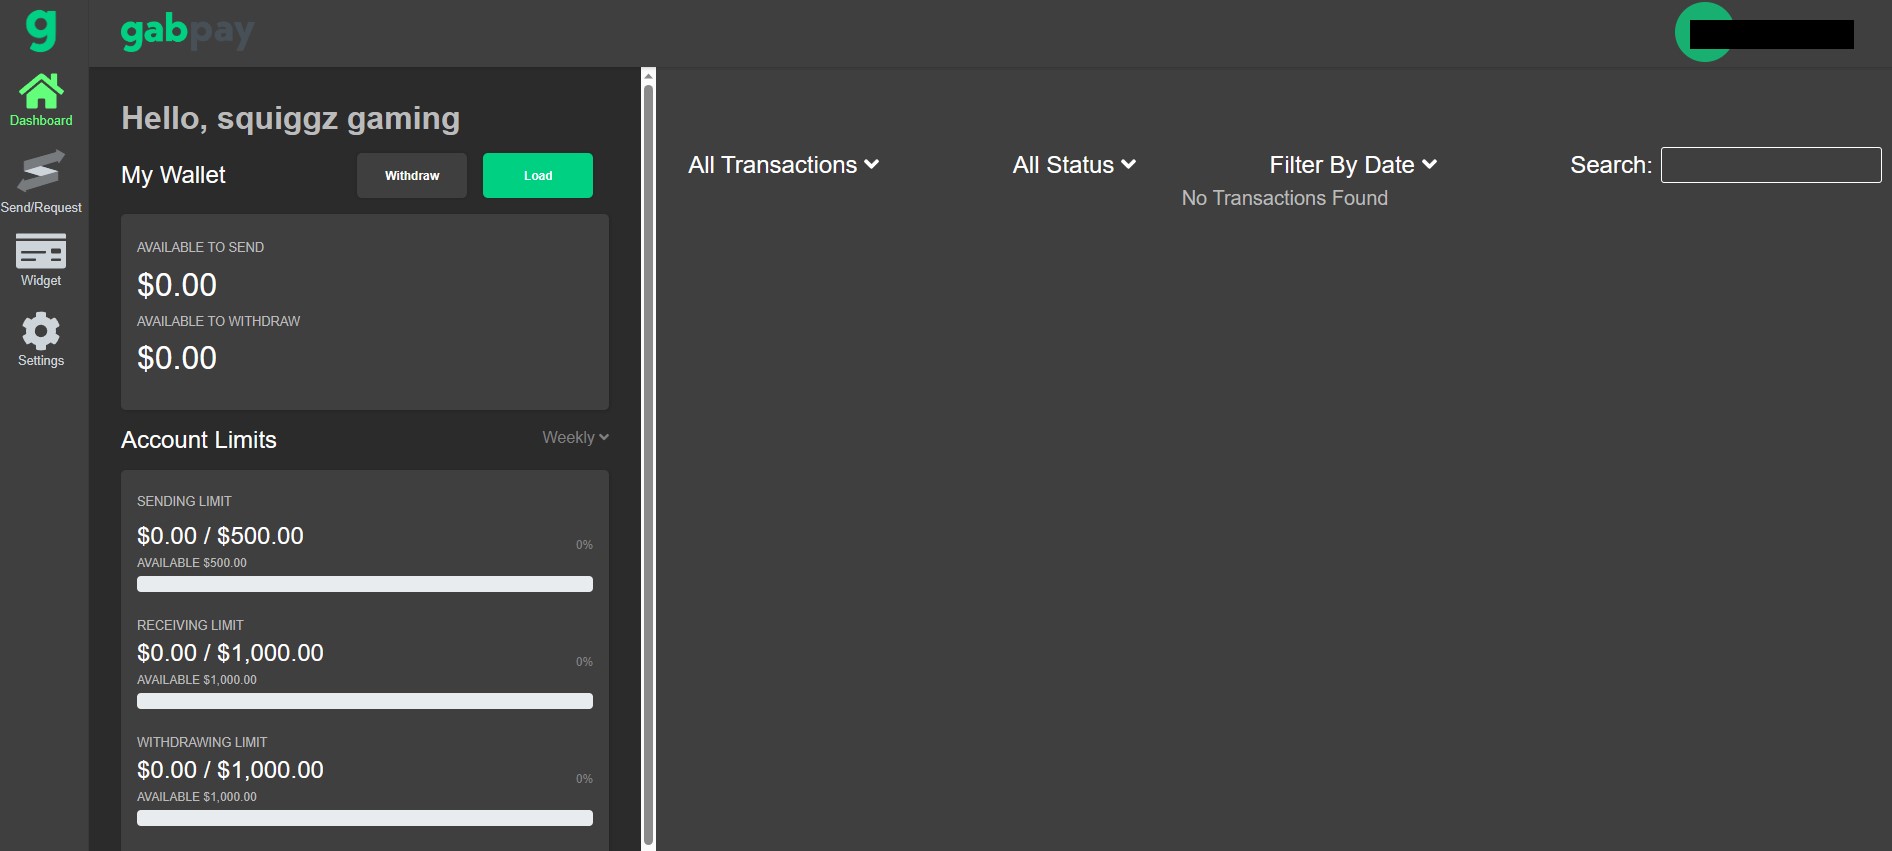 g
gabpay
Dashboard
Send/Request
Widget
Settings
Hello, squiggz gaming
My Wallet
Withdraw
Load
AVAILABLE TO SEND
$0.00
AVAILABLE TO WITHDRAW
$0.00
Account Limits
Weekly
SENDING LIMIT
$0.00 / $500.00
0%
AVAILABLE $500.00
RECEIVING LIMIT
$0.00 / $1,000.00
0%
AVAILABLE $1,000.00
WITHDRAWING LIMIT
$0.00 / $1,000.00
0%
AVAILABLE $1,000.00
All Transactions
All Status
Filter By Date
Search:
No Transactions Found